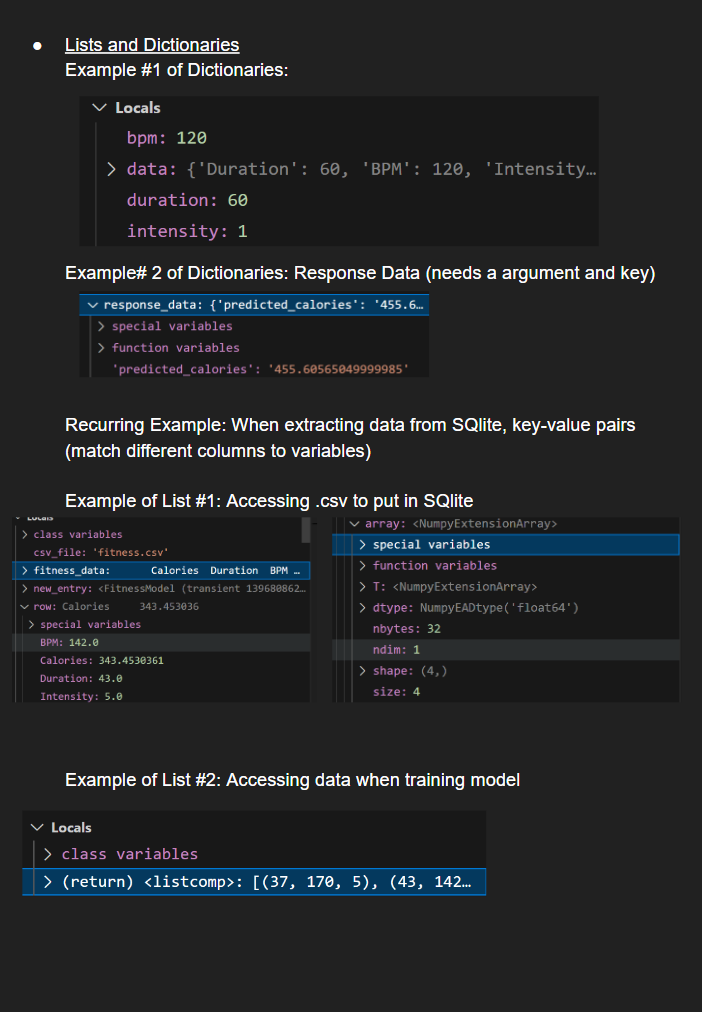 Lists and Dictionaries
Example #1 of Dictionaries:
Locals
bpm: 120
data: {'Duration': 60, 'BPM': 120, 'Intensity…
duration: 60
intensity: 1
Example# 2 of Dictionaries: Response Data (needs a argument and key)
response_data: {'predicted_calories': '455.6…
special variables
function variables
'predicted_calories': '455.60565049999985'
Recurring Example: When extracting data from SQlite, key-value pairs
(match different columns to variables)
Example of List #1: Accessing .csv to put in SQlite
Locals
class variables
csv_file: 'fitness.csv'
fitness_data: Calories Duration BPM …
new_entry: <FitnessModel (transient 139680862…
row: Calories 343.453036
special variables
BPM: 142.0
Calories: 343.4530361
Duration: 43.0
Intensity: 5.0
array: <NumpyExtensionArray>
special variables
function variables
T: <NumpyExtensionArray>
dtype: NumpyEADtype('float64')
nbytes: 32
ndim: 1
shape: (4,)
size: 4
Example of List #2: Accessing data when training model
Locals
class variables
(return) <listcomp>: [(37, 170, 5), (43, 142…